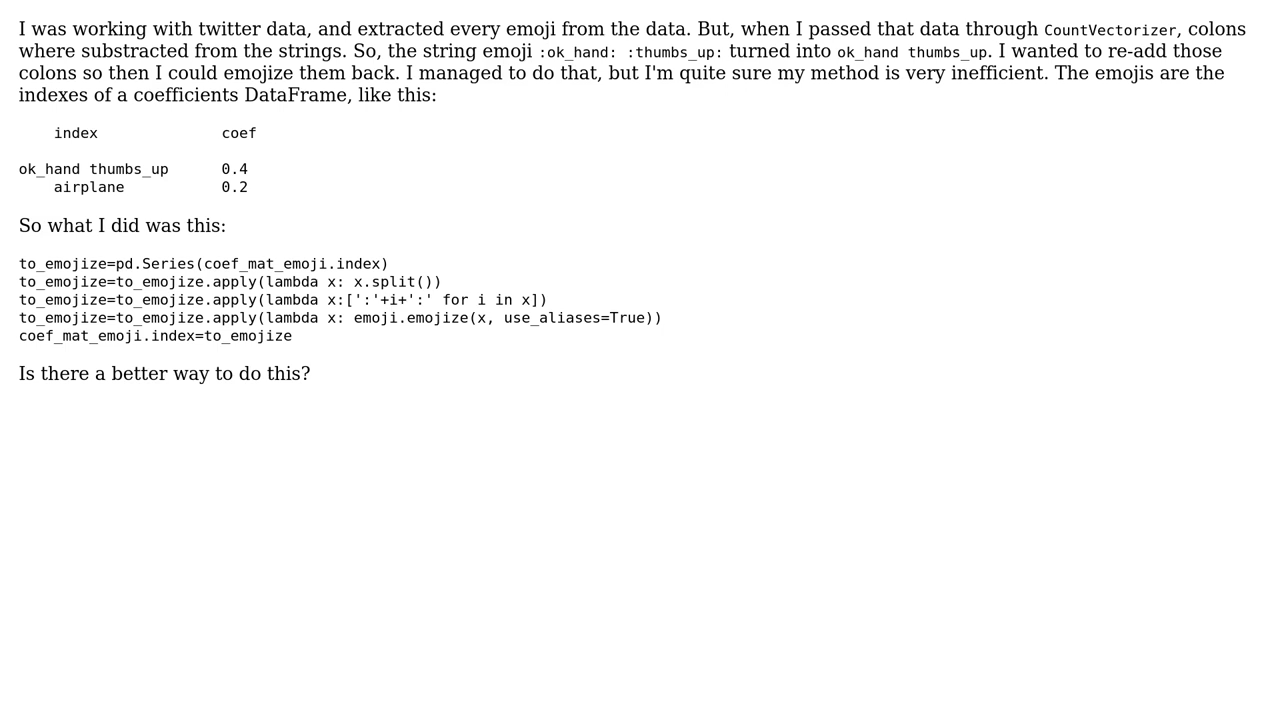 I was working with twitter data, and extracted every emoji from the data. But, when I passed that data through CountVectorizer, colons
where substracted from the strings. So, the string emoji :ok_hand: :thumbs_up: turned into ok_hand thumbs_up. I wanted to re-add those
colons so then I could emojize them back. I managed to do that, but I'm quite sure my method is very inefficient. The emojis are the
indexes of a coefficients DataFrame, like this:
index coef
ok_hand thumbs_up 0.4
airplane 0.2
So what I did was this:
to_emojize=pd.Series(coef_mat_emoji.index)
to_emojize=to_emojize.apply(lambda x: x.split())
to_emojize=to_emojize.apply(lambda x:[':'+i+':' for i in x])
to_emojize=to_emojize.apply(lambda x: emoji.emojize(x, use_aliases=True))
coef_mat_emoji.index=to_emojize
Is there a better way to do this?